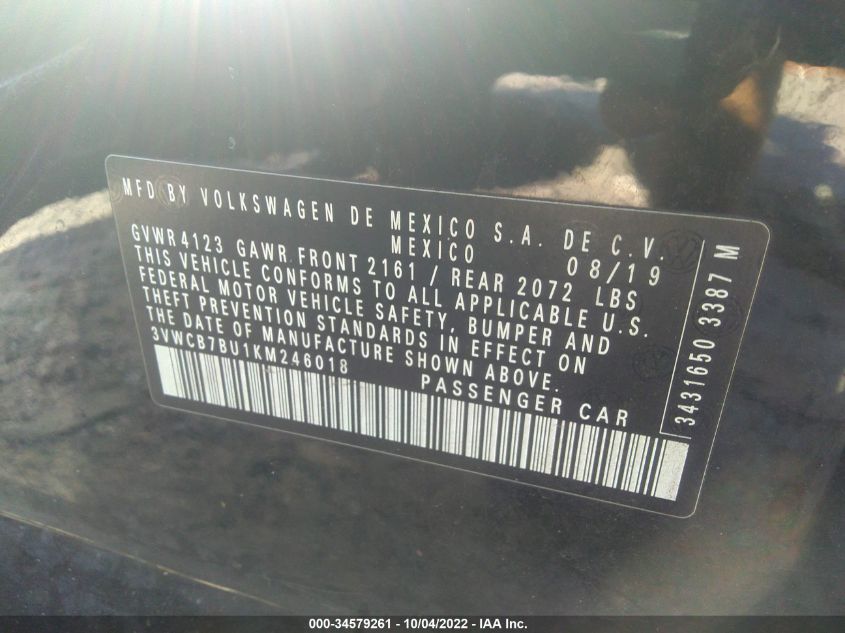 MFD BY VOLKSWAGEN DE MEXICO S.A. DE C.V.
MEXICO
GVWR 4123 GAWR FRONT 2161 / REAR 2072 LBS 08/19
THIS VEHICLE CONFORMS TO ALL APPLICABLE U.S.
FEDERAL MOTOR VEHICLE SAFETY, BUMPER AND
THEFT PREVENTION STANDARDS IN EFFECT ON
THE DATE OF MANUFACTURE SHOWN ABOVE.
3VWCB7BU1KM246018 PASSENGER CAR
3431650 3387 M
000-34579261 - 10/04/2022 - IAA Inc.